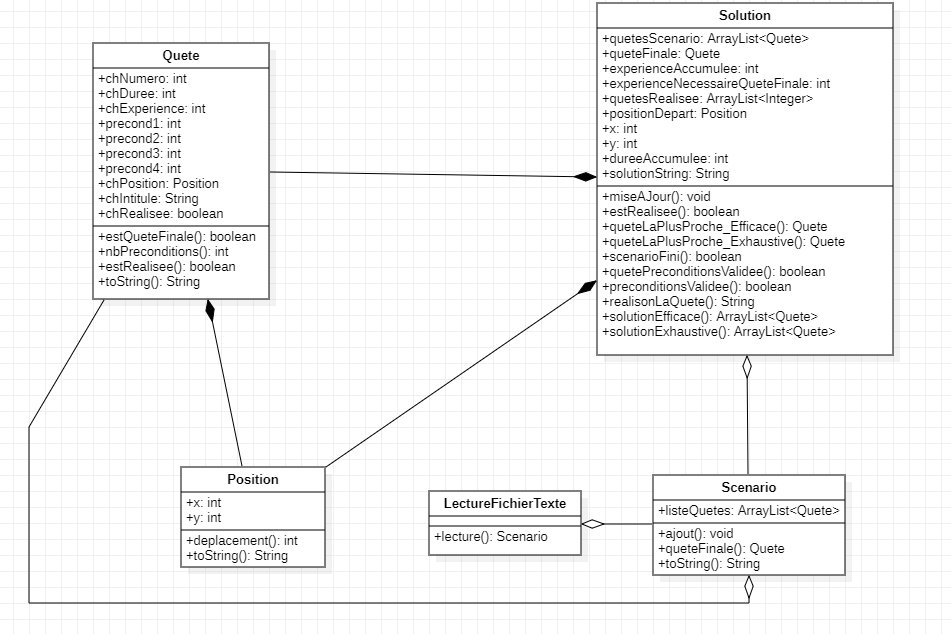 Solution
+quetesScenario: ArrayList<Quete>
+queteFinale: Quete
+experienceAccumulee: int
+experienceNecessaireQueteFinale: int
+quetesRealisee: ArrayList<Integer>
+positionDepart: Position
+x: int
+y: int
+dureeAccumulee: int
+solutionString: String
+miseAJour(): void
+estRealisee(): boolean
+queteLaPlusProche_Efficace(): Quete
+queteLaPlusProche_Exhaustive(): Quete
+scenarioFini(): boolean
+quetePreconditionsValidee(): boolean
+preconditionsValidee(): boolean
+realisonLaQuete(): String
+solutionEfficace(): ArrayList<Quete>
+solutionExhaustive(): ArrayList<Quete>
Quete
+chNumero: int
+chDuree: int
+chExperience: int
+precond1: int
+precond2: int
+precond3: int
+precond4: int
+chPosition: Position
+chIntitule: String
+chRealisee: boolean
+estQueteFinale(): boolean
+nbPreconditions(): int
+estRealisee(): boolean
+toString(): String
Position
+x: int
+y: int
+deplacement(): int
+toString(): String
LectureFichierTexte
+lecture(): Scenario
Scenario
+listeQuetes: ArrayList<Quete>
+ajout(): void
+queteFinale(): Quete
+toString(): String